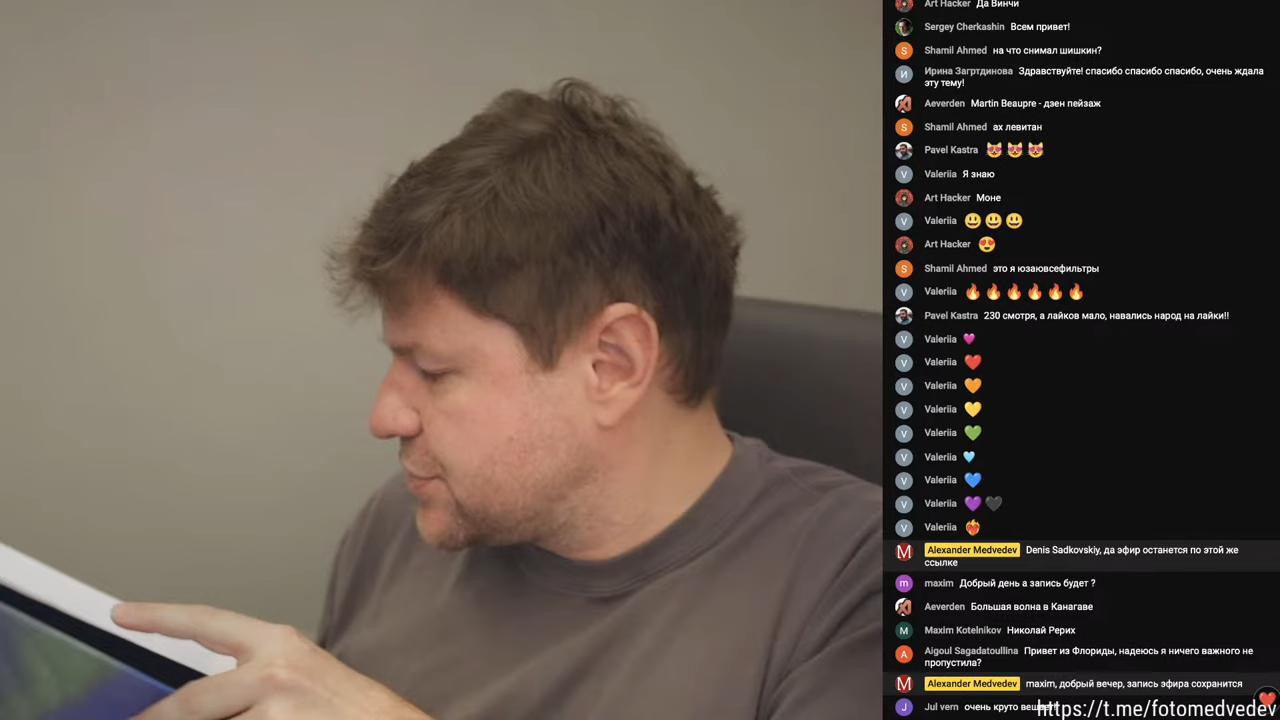 Art Hacker Да Винчи
Sergey Cherkashin Всем привет!
S Shamil Ahmed на что снимал шишкин?
И Ирина Загртдинова Здравствуйте! спасибо спасибо спасибо, очень ждала
эту тему!
Aeverden Martin Beaupre - дзен пейзаж
S Shamil Ahmed ах левитан
Pavel Kastra 😻 😻 😻
V Valeriia Я знаю
Art Hacker Моне
V Valeriia 😃 😃 😃
Art Hacker 😍
S Shamil Ahmed это я юзаювсефильтры
V Valeriia 🔥 🔥 🔥 🔥 🔥 🔥
Pavel Kastra 230 смотря, а лайков мало, навались народ на лайки!!
V Valeriia 💗
V Valeriia ❤️
V Valeriia 🧡
V Valeriia 💛
V Valeriia 💚
V Valeriia 🩵
V Valeriia 💙
V Valeriia 💜 🖤
V Valeriia ❤️‍🔥
M Alexander Medvedev Denis Sadkovskiy, да эфир останется по этой же
ссылке
m maxim Добрый день а запись будет ?
Aeverden Большая волна в Канагаве
M Maxim Kotelnikov Николай Рерих
A Aigoul Sagadatoullina Привет из Флориды, надеюсь я ничего важного не
пропустила?
M Alexander Medvedev maxim, добрый вечер, запись эфира сохранится
J Jul vern очень круто
https://t.me/fotomedvedev